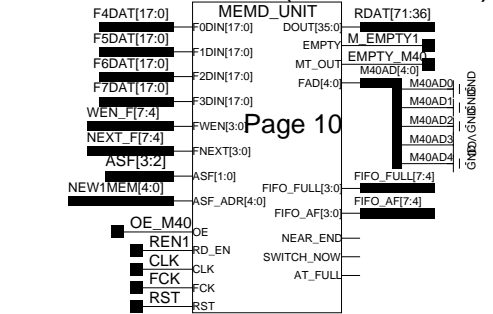 MEMD_UNIT
F4DAT[17:0]
F0DIN[17:0]
F5DAT[17:0]
F1DIN[17:0]
F6DAT[17:0]
F2DIN[17:0]
F7DAT[17:0]
F3DIN[17:0]
WEN_F[7:4]
FWEN[3:0]
NEXT_F[7:4]
FNEXT[3:0]
ASF[3:2]
ASF[1:0]
NEW1MEM[4:0]
ASF_ADR[4:0]
OE_M40
OE
REN1
RD_EN
CLK
CLK
FCK
FCK
RST
RST
Page 10
RDAT[71:36]
DOUT[35:0]
M_EMPTY1
EMPTY
EMPTY_M40
MT_OUT
M40AD[4:0]
FAD[4:0]
M40AD0
GND
M40AD1
M40AD2
GND
M40AD3
M40AD4
GND
FIFO_FULL[7:4]
FIFO_FULL[3:0]
FIFO_AF[7:4]
FIFO_AF[3:0]
NEAR_END
SWITCH_NOW
AT_FULL